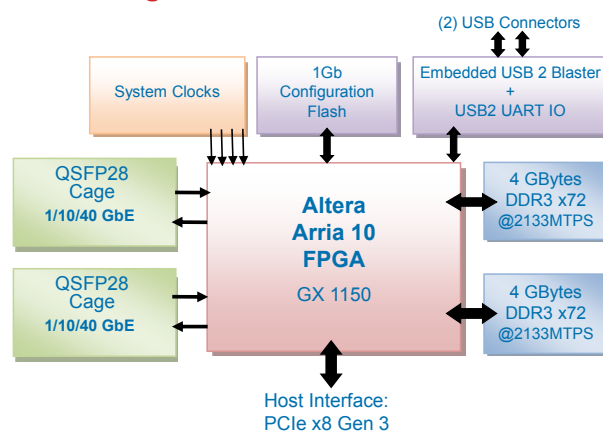 (2) USB Connectors
System Clocks
1Gb
Configuration
Flash
Embedded USB 2 Blaster
+
USB2 UART IO
QSFP28
Cage
1/10/40 GbE
Altera
Arria 10
FPGA
GX 1150
4 GBytes
DDR3 x72
@2133MTPS
QSFP28
Cage
1/10/40 GbE
4 GBytes
DDR3 x72
@2133MTPS
Host Interface:
PCIe x8 Gen 3